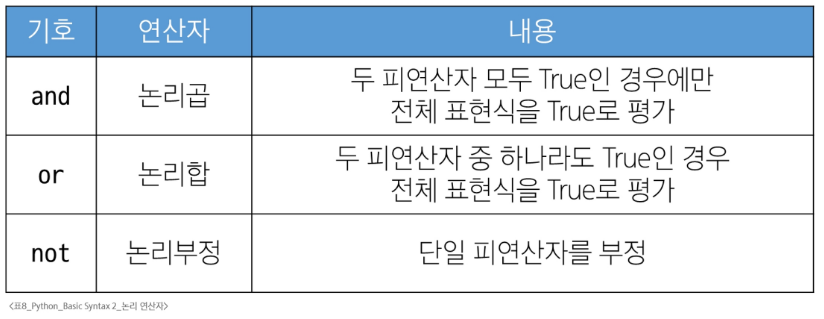 기호 연산자 내용
and 논리곱 두 피연산자 모두 True인 경우에만
전체 표현식을 True로 평가
or 논리합 두 피연산자 중 하나라도 True인 경우
전체 표현식을 True로 평가
not 논리부정 단일 피연산자를 부정
<표8_Python_Basic Syntax 2_논리 연산자>